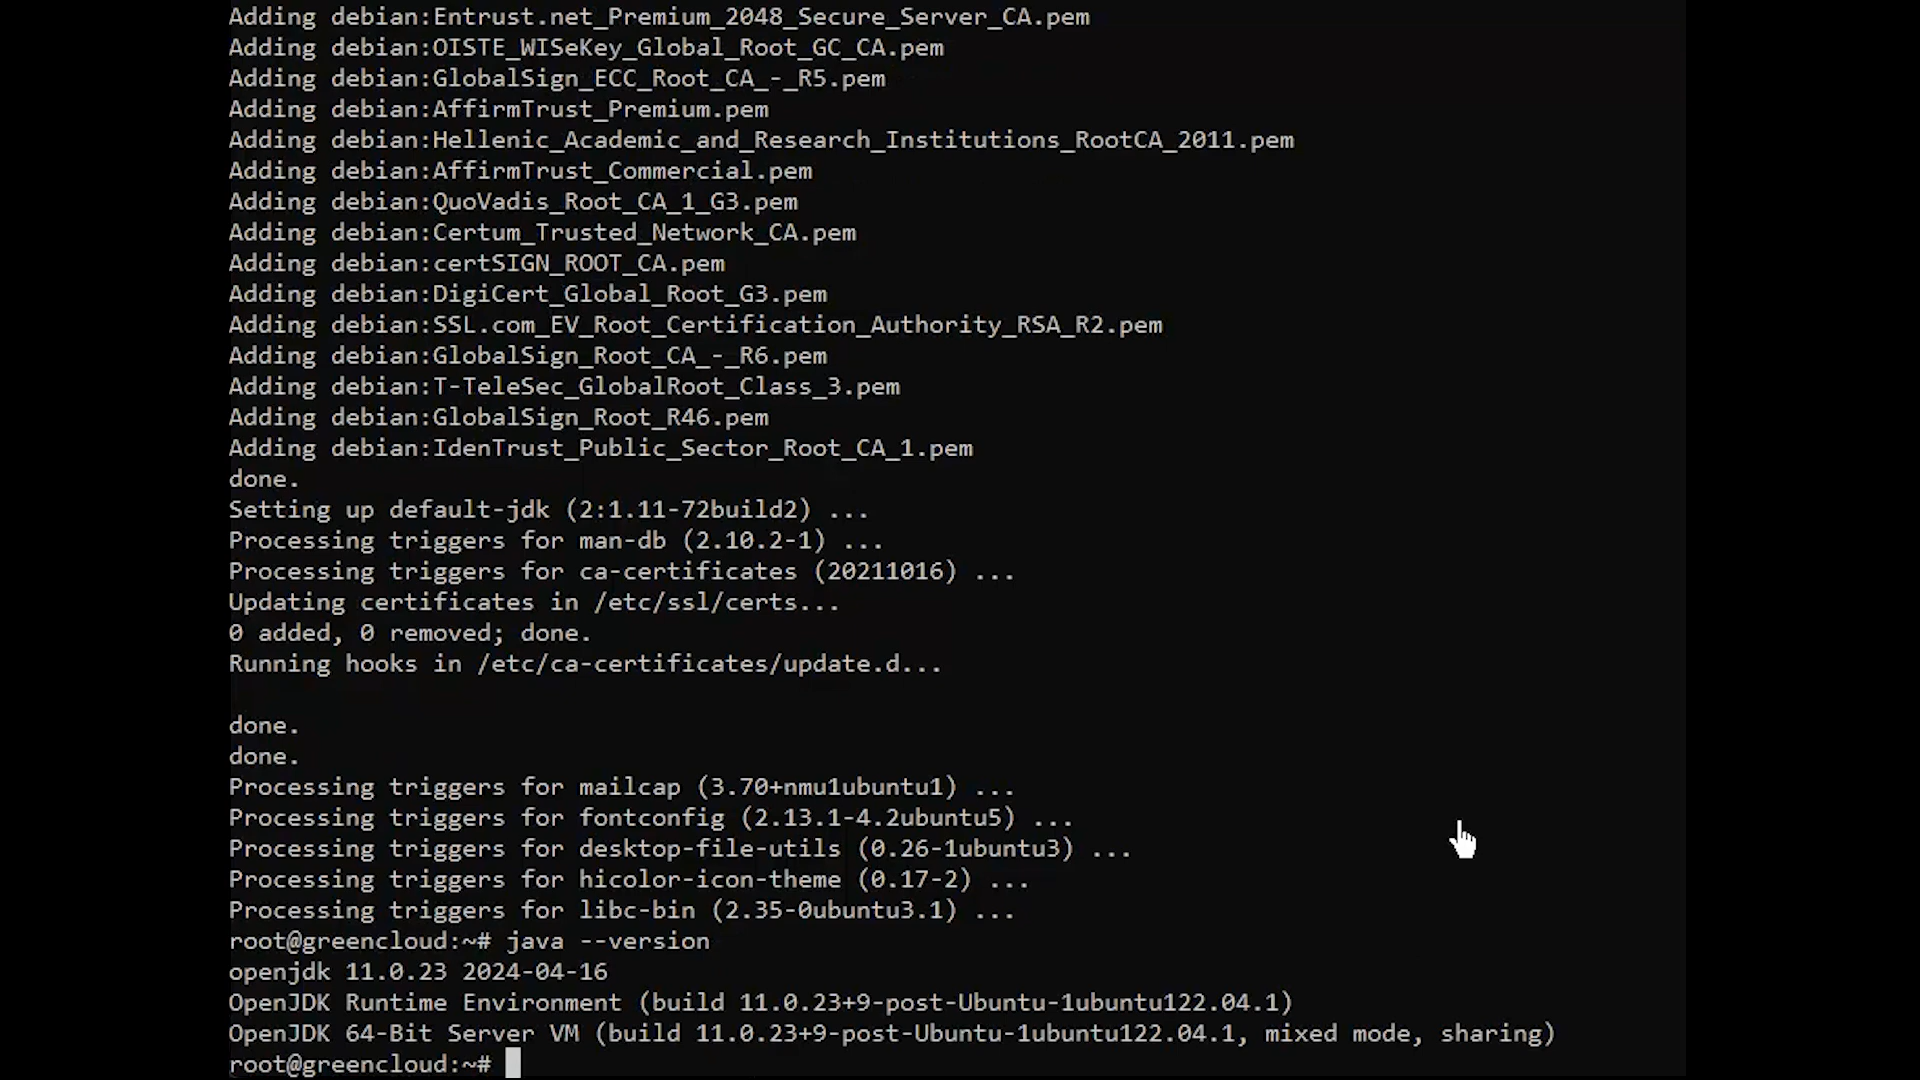 Adding debian:Entrust.net_Premium_2048_Secure_Server_CA.pem
Adding debian:OISTE_WISeKey_Global_Root_GC_CA.pem
Adding debian:GlobalSign_ECC_Root_CA_-_R5.pem
Adding debian:AffirmTrust_Premium.pem
Adding debian:Hellenic_Academic_and_Research_Institutions_RootCA_2011.pem
Adding debian:AffirmTrust_Commercial.pem
Adding debian:QuoVadis_Root_CA_1_G3.pem
Adding debian:Certum_Trusted_Network_CA.pem
Adding debian:certSIGN_ROOT_CA.pem
Adding debian:DigiCert_Global_Root_G3.pem
Adding debian:SSL.com_EV_Root_Certification_Authority_RSA_R2.pem
Adding debian:GlobalSign_Root_CA_-_R6.pem
Adding debian:T-TeleSec_GlobalRoot_Class_3.pem
Adding debian:GlobalSign_Root_R46.pem
Adding debian:IdenTrust_Public_Sector_Root_CA_1.pem
done.
Setting up default-jdk (2:1.11-72build2) ...
Processing triggers for man-db (2.10.2-1) ...
Processing triggers for ca-certificates (20211016) ...
Updating certificates in /etc/ssl/certs...
0 added, 0 removed; done.
Running hooks in /etc/ca-certificates/update.d...
done.
done.
Processing triggers for mailcap (3.70+nmu1ubuntu1) ...
Processing triggers for fontconfig (2.13.1-4.2ubuntu5) ...
Processing triggers for desktop-file-utils (0.26-1ubuntu3) ...
Processing triggers for hicolor-icon-theme (0.17-2) ...
Processing triggers for libc-bin (2.35-0ubuntu3.1) ...
root@greencloud:~# java --version
openjdk 11.0.23 2024-04-16
OpenJDK Runtime Environment (build 11.0.23+9-post-Ubuntu-1ubuntu122.04.1)
OpenJDK 64-Bit Server VM (build 11.0.23+9-post-Ubuntu-1ubuntu122.04.1, mixed mode, sharing)
root@greencloud:~#